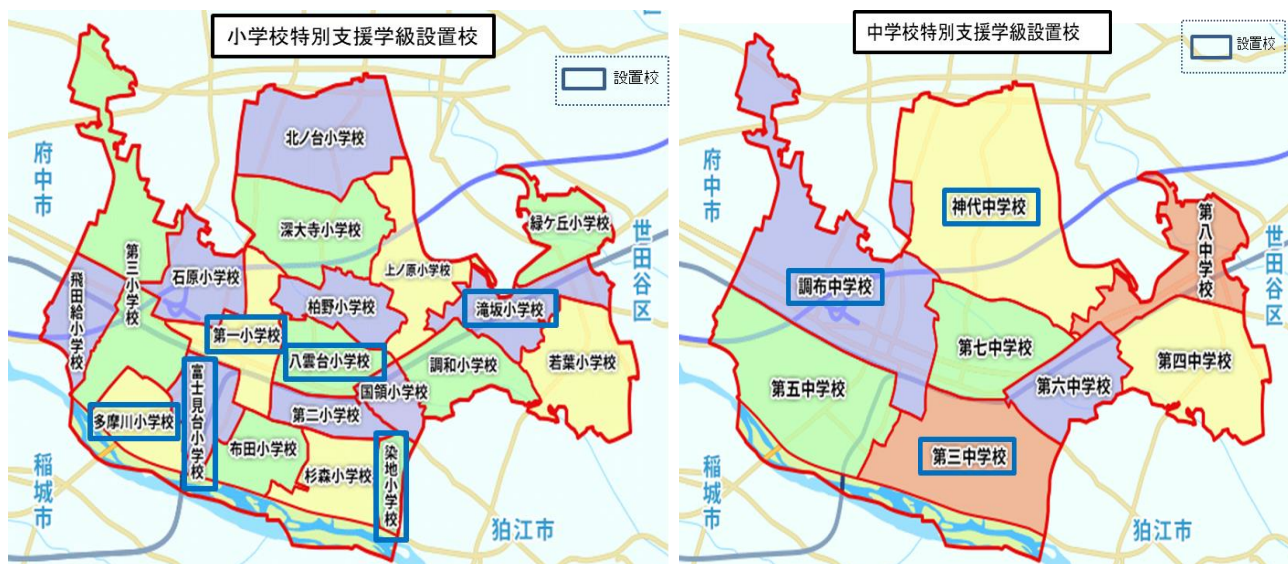 小学校特別支援学級設置校
設置校
府中市
世田谷区
稲城市
狛江市
北ノ台小学校
深大寺小学校
緑ケ丘小学校
第三小学校
石原小学校
上ノ原小学校
飛田給小学校
柏野小学校
滝坂小学校
第一小学校
八雲台小学校
調和小学校
若葉小学校
富士見台小学校
国領小学校
第二小学校
多摩川小学校
布田小学校
杉森小学校
染地小学校
中学校特別支援学級設置校
設置校
府中市
世田谷区
稲城市
狛江市
神代中学校
第八中学校
調布中学校
第七中学校
第四中学校
第五中学校
第六中学校
第三中学校